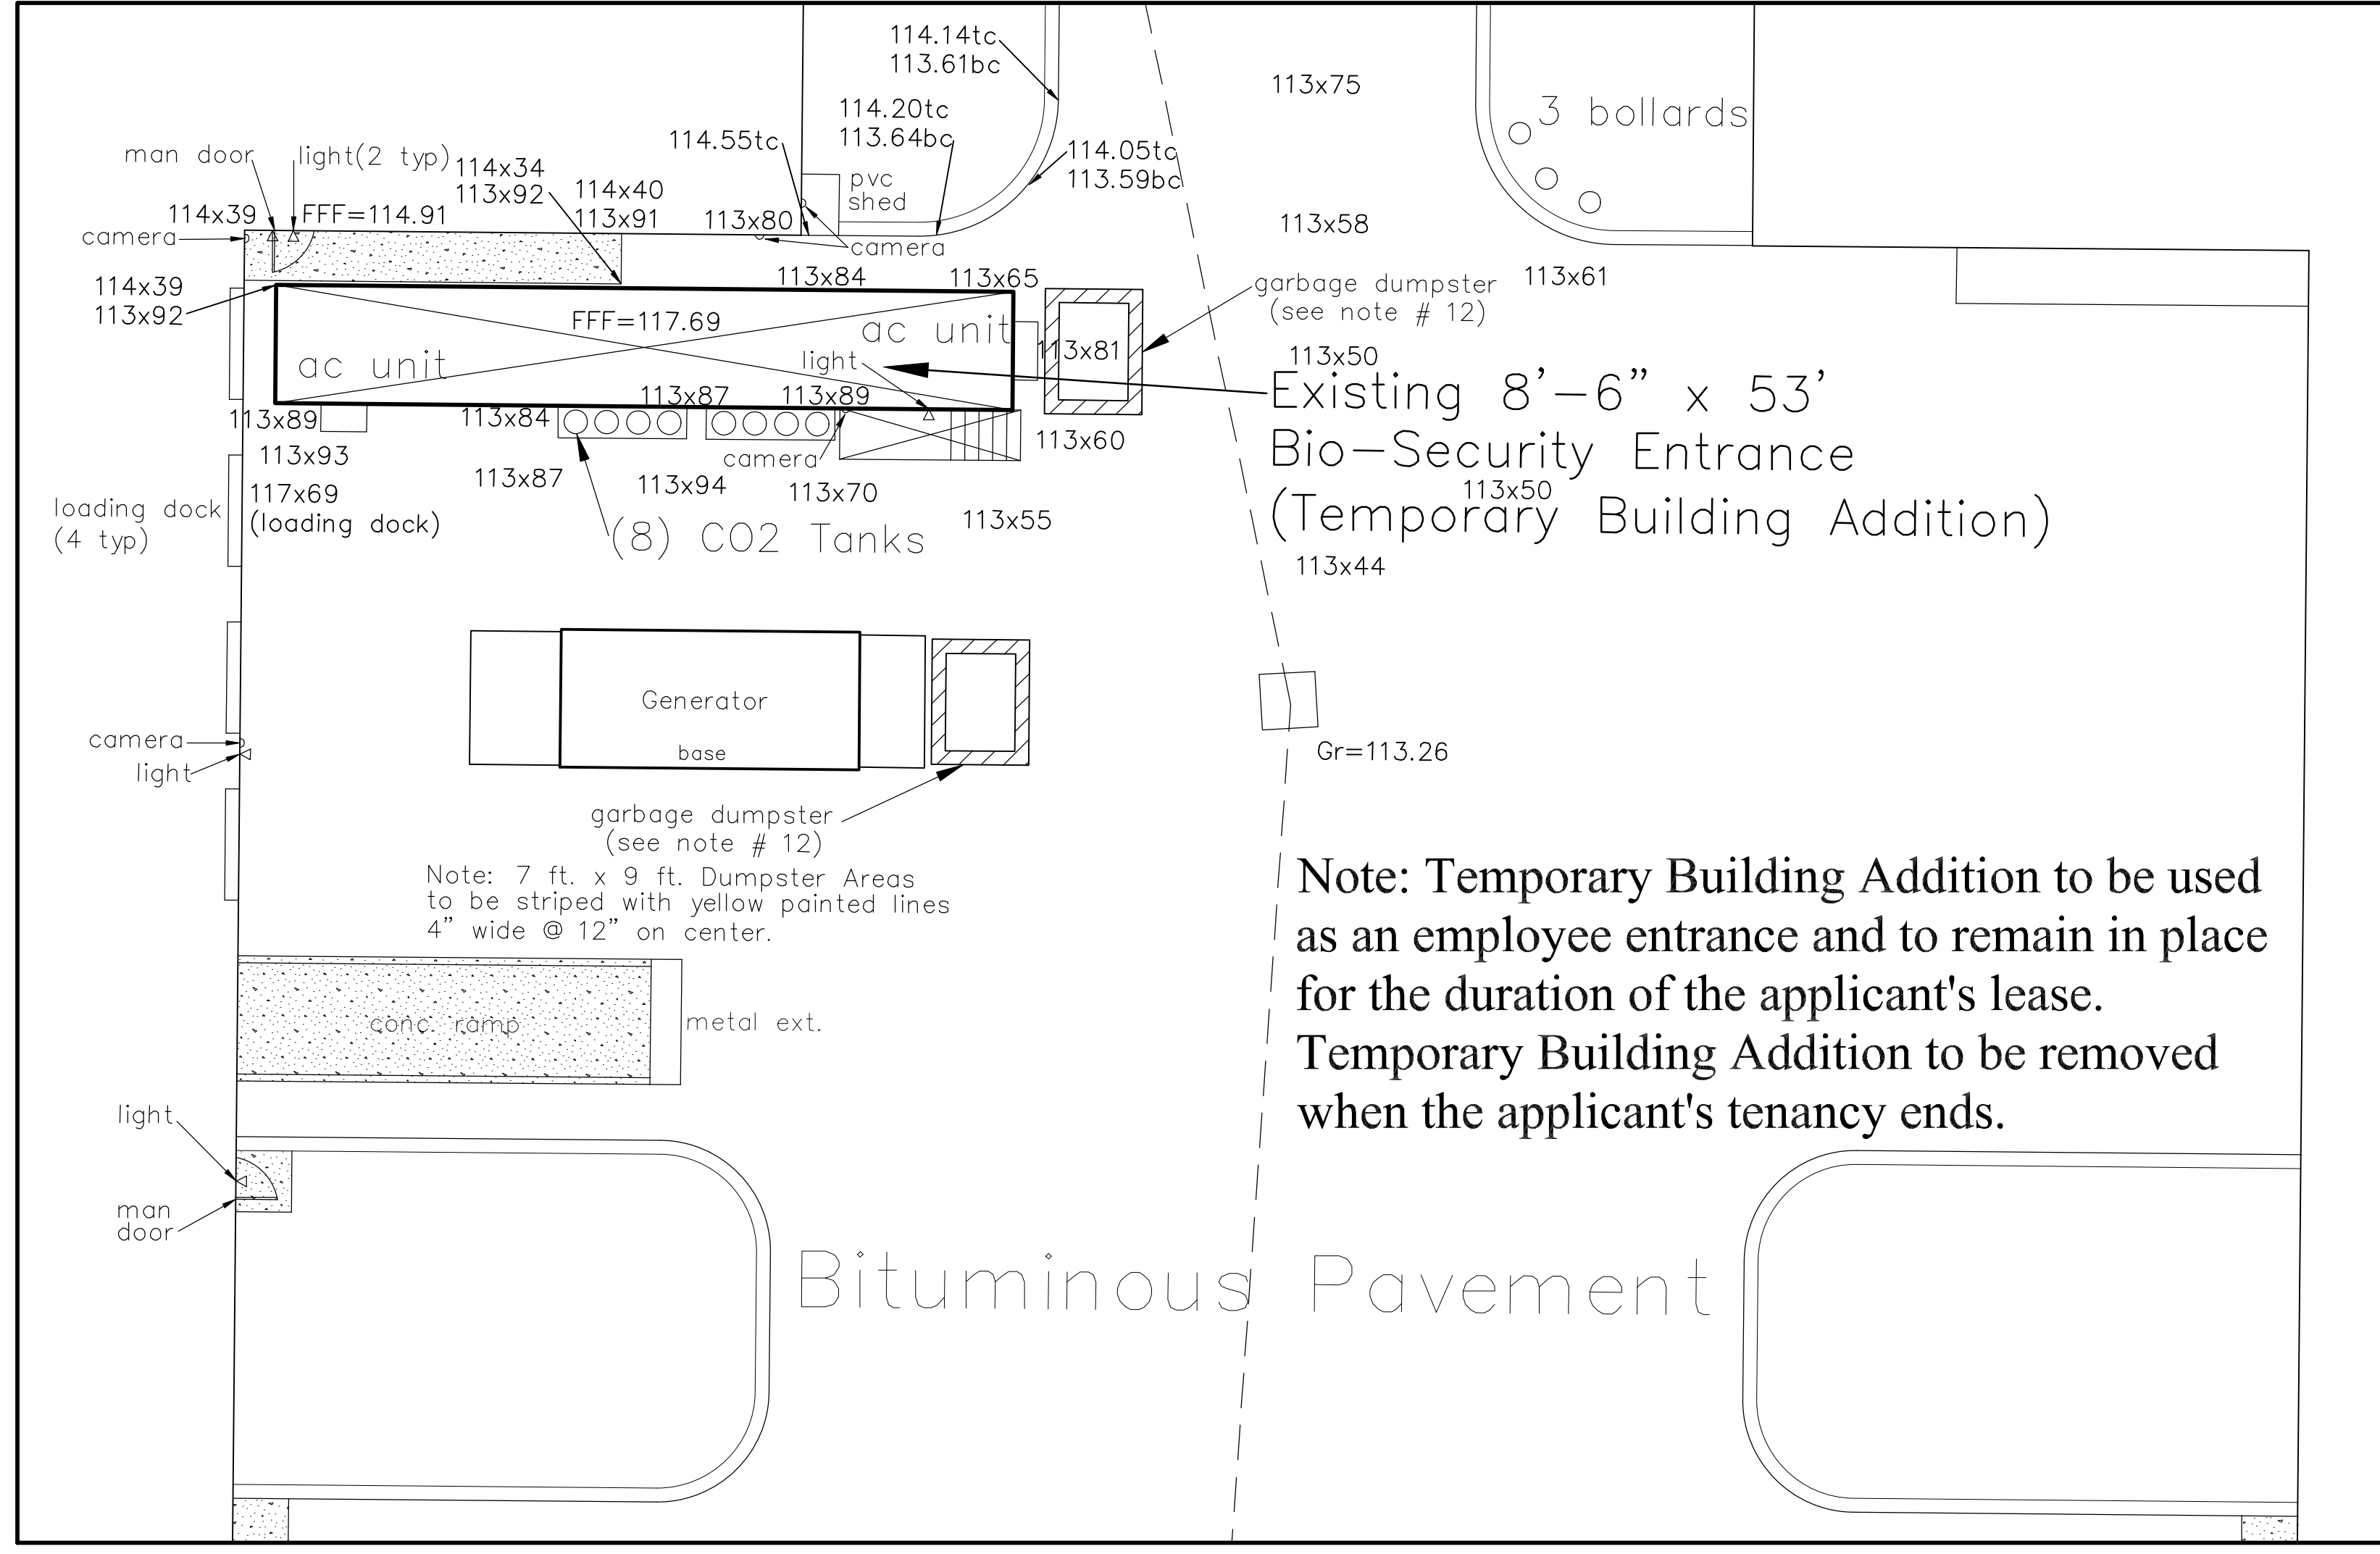 114.14tc
113.61bc
113x75
3 bollards
114.20tc
113.64bc
114.55tc
114.05tc
113.59bc
man door
light(2 typ)
114x34
113x92
114x40
113x91
pvc
shed
114x39
FFF=114.91
113x80
113x58
camera
camera
113x84
113x65
garbage dumpster
(see note # 12)
113x61
114x39
113x92
FFF=117.69
ac unit
ac unit
light
113x81
113x50
Existing 8'-6" x 53'
Bio-Security Entrance
(Temporary Building Addition)
113x50
113x87
113x89
113x89
113x84
113x60
113x93
camera
113x87
113x94
113x70
117x69
(loading dock)
loading dock
(4 typ)
113x55
(8) CO2 Tanks
113x44
Generator
base
camera
light
Gr=113.26
garbage dumpster
(see note # 12)
Note: 7 ft. x 9 ft. Dumpster Areas
to be striped with yellow painted lines
4" wide @ 12" on center.
Note: Temporary Building Addition to be used
as an employee entrance and to remain in place
for the duration of the applicant's lease.
Temporary Building Addition to be removed
when the applicant's tenancy ends.
conc. ramp
metal ext.
light
man
door
Bituminous Pavement